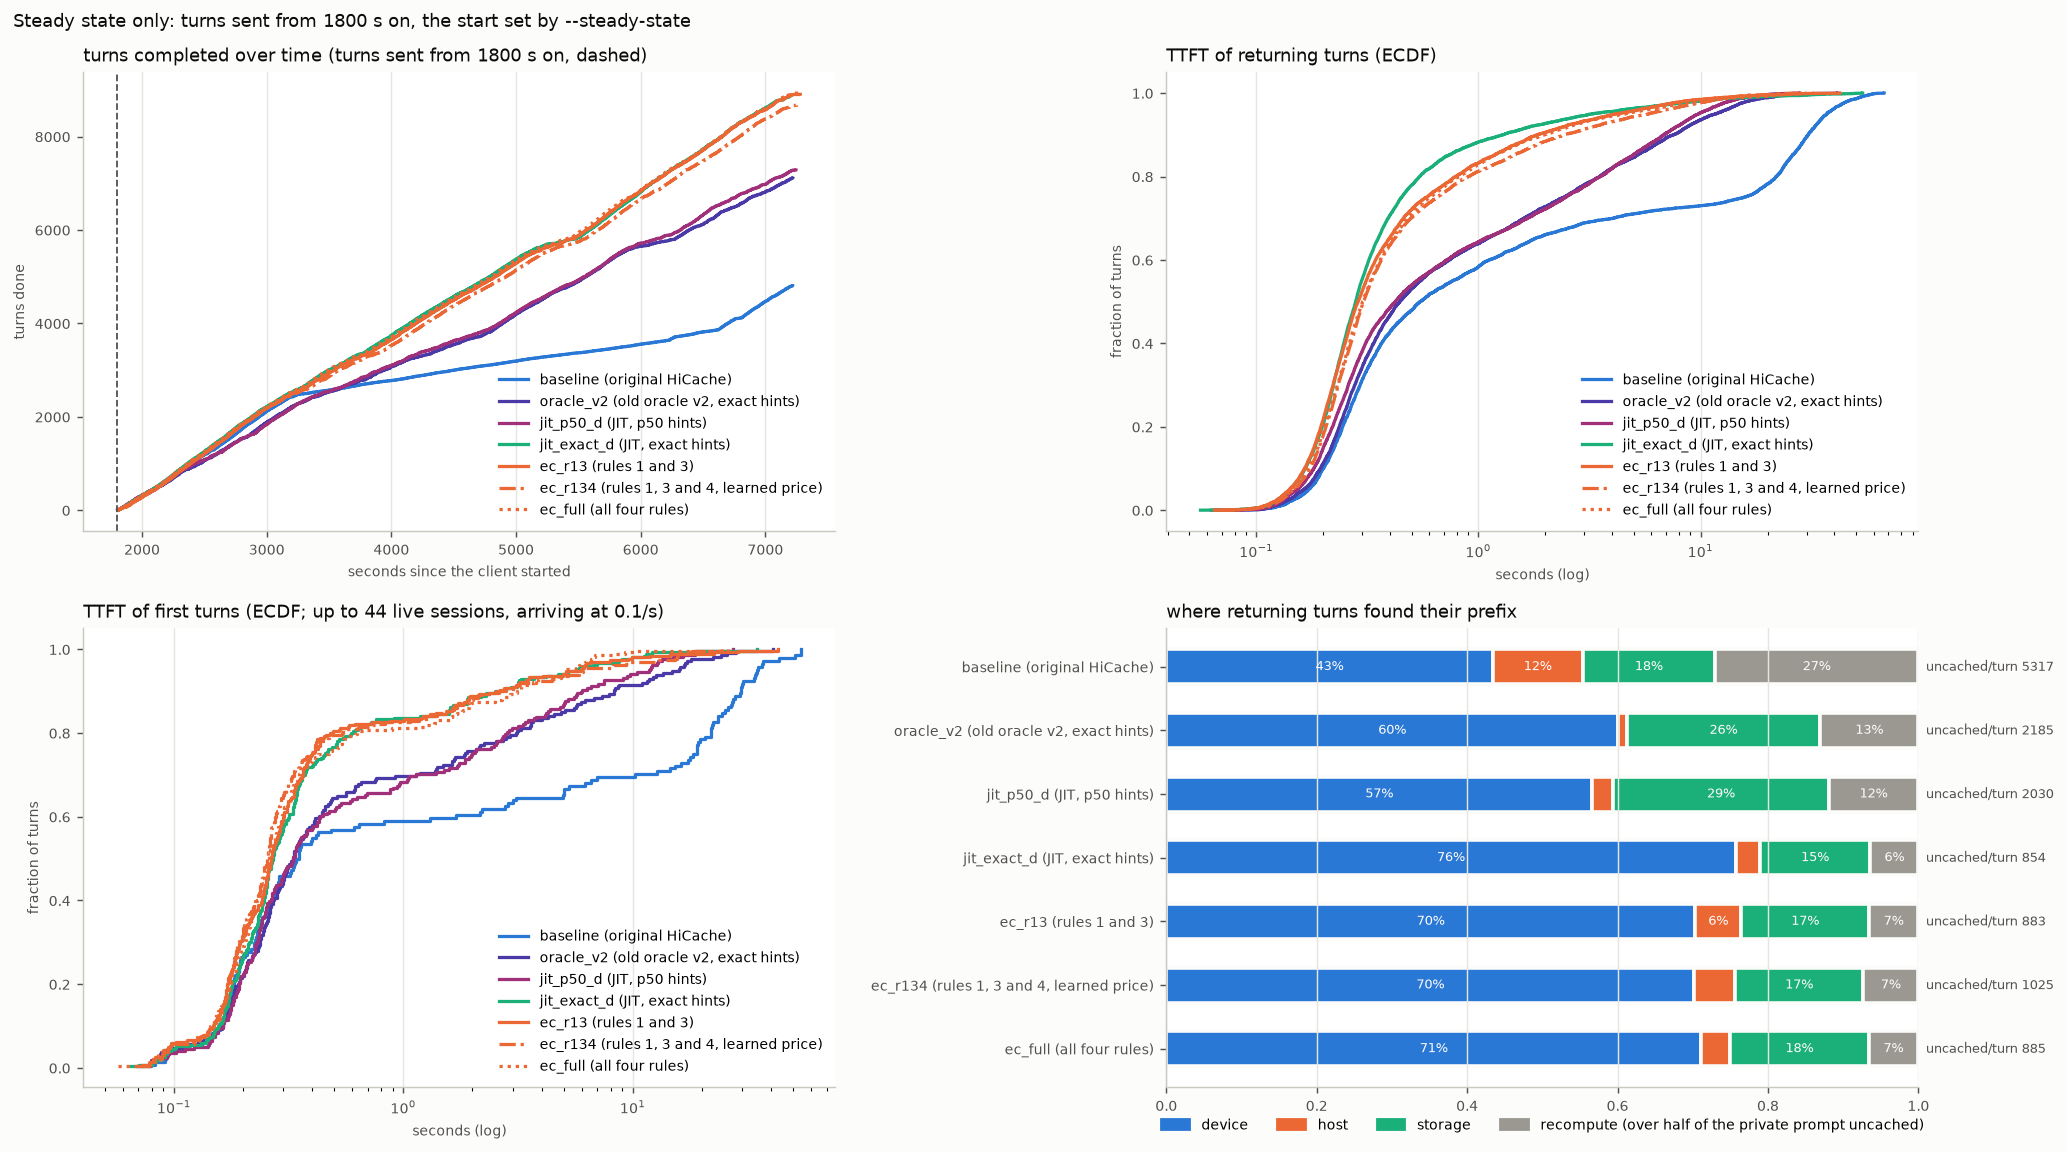 Steady state only: turns sent from 1800 s on, the start set by --steady-state
turns completed over time (turns sent from 1800 s on, dashed)
turns done
8000
6000
4000
2000
0
2000 3000 4000 5000 6000 7000
seconds since the client started
baseline (original HiCache)
oracle_v2 (old oracle v2, exact hints)
jit_p50_d (JIT, p50 hints)
jit_exact_d (JIT, exact hints)
ec_r13 (rules 1 and 3)
ec_r134 (rules 1, 3 and 4, learned price)
ec_full (all four rules)
TTFT of returning turns (ECDF)
fraction of turns
1.0
0.8
0.6
0.4
0.2
0.0
10⁻¹ 10⁰ 10¹
seconds (log)
baseline (original HiCache)
oracle_v2 (old oracle v2, exact hints)
jit_p50_d (JIT, p50 hints)
jit_exact_d (JIT, exact hints)
ec_r13 (rules 1 and 3)
ec_r134 (rules 1, 3 and 4, learned price)
ec_full (all four rules)
TTFT of first turns (ECDF; up to 44 live sessions, arriving at 0.1/s)
fraction of turns
1.0
0.8
0.6
0.4
0.2
0.0
10⁻¹ 10⁰ 10¹
seconds (log)
baseline (original HiCache)
oracle_v2 (old oracle v2, exact hints)
jit_p50_d (JIT, p50 hints)
jit_exact_d (JIT, exact hints)
ec_r13 (rules 1 and 3)
ec_r134 (rules 1, 3 and 4, learned price)
ec_full (all four rules)
where returning turns found their prefix
baseline (original HiCache) 43% 12% 18% 27% uncached/turn 5317
oracle_v2 (old oracle v2, exact hints) 60% 26% 13% uncached/turn 2185
jit_p50_d (JIT, p50 hints) 57% 29% 12% uncached/turn 2030
jit_exact_d (JIT, exact hints) 76% 15% 6% uncached/turn 854
ec_r13 (rules 1 and 3) 70% 6% 17% 7% uncached/turn 883
ec_r134 (rules 1, 3 and 4, learned price) 70% 17% 7% uncached/turn 1025
ec_full (all four rules) 71% 18% 7% uncached/turn 885
0.0 0.2 0.4 0.6 0.8 1.0
device host storage recompute (over half of the private prompt uncached)